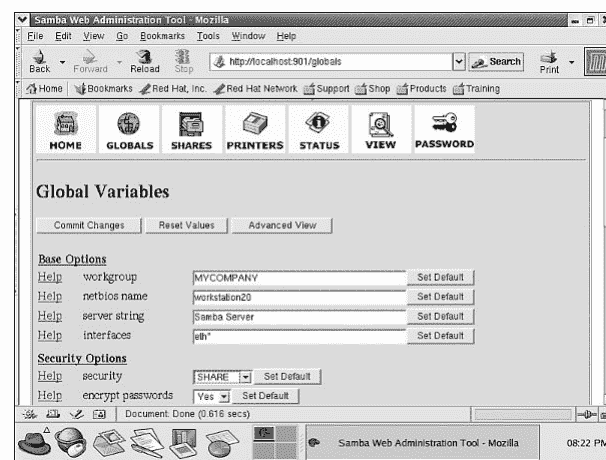 Samba Web Administration Tool - Mozilla
File Edit View Go Bookmarks Tools Window Help
Back Forward Reload Stop http://localhost:901/globals Search Print
Home Bookmarks Red Hat, Inc. Red Hat Network Support Shop Products Training
HOME GLOBALS SHARES PRINTERS STATUS VIEW PASSWORD
Global Variables
Commit Changes Reset Values Advanced View
Base Options
Help workgroup MYCOMPANY Set Default
Help netbios name workstation20 Set Default
Help server string Samba Server Set Default
Help interfaces eth* Set Default
Security Options
Help security SHARE Set Default
Help encrypt passwords Yes Set Default
Document: Done (0.616 secs)
Samba Web Administration Tool - Mozilla 08:22 PM